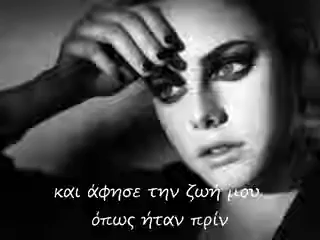 και άφησε την ζωή μου
όπως ήταν πρίν